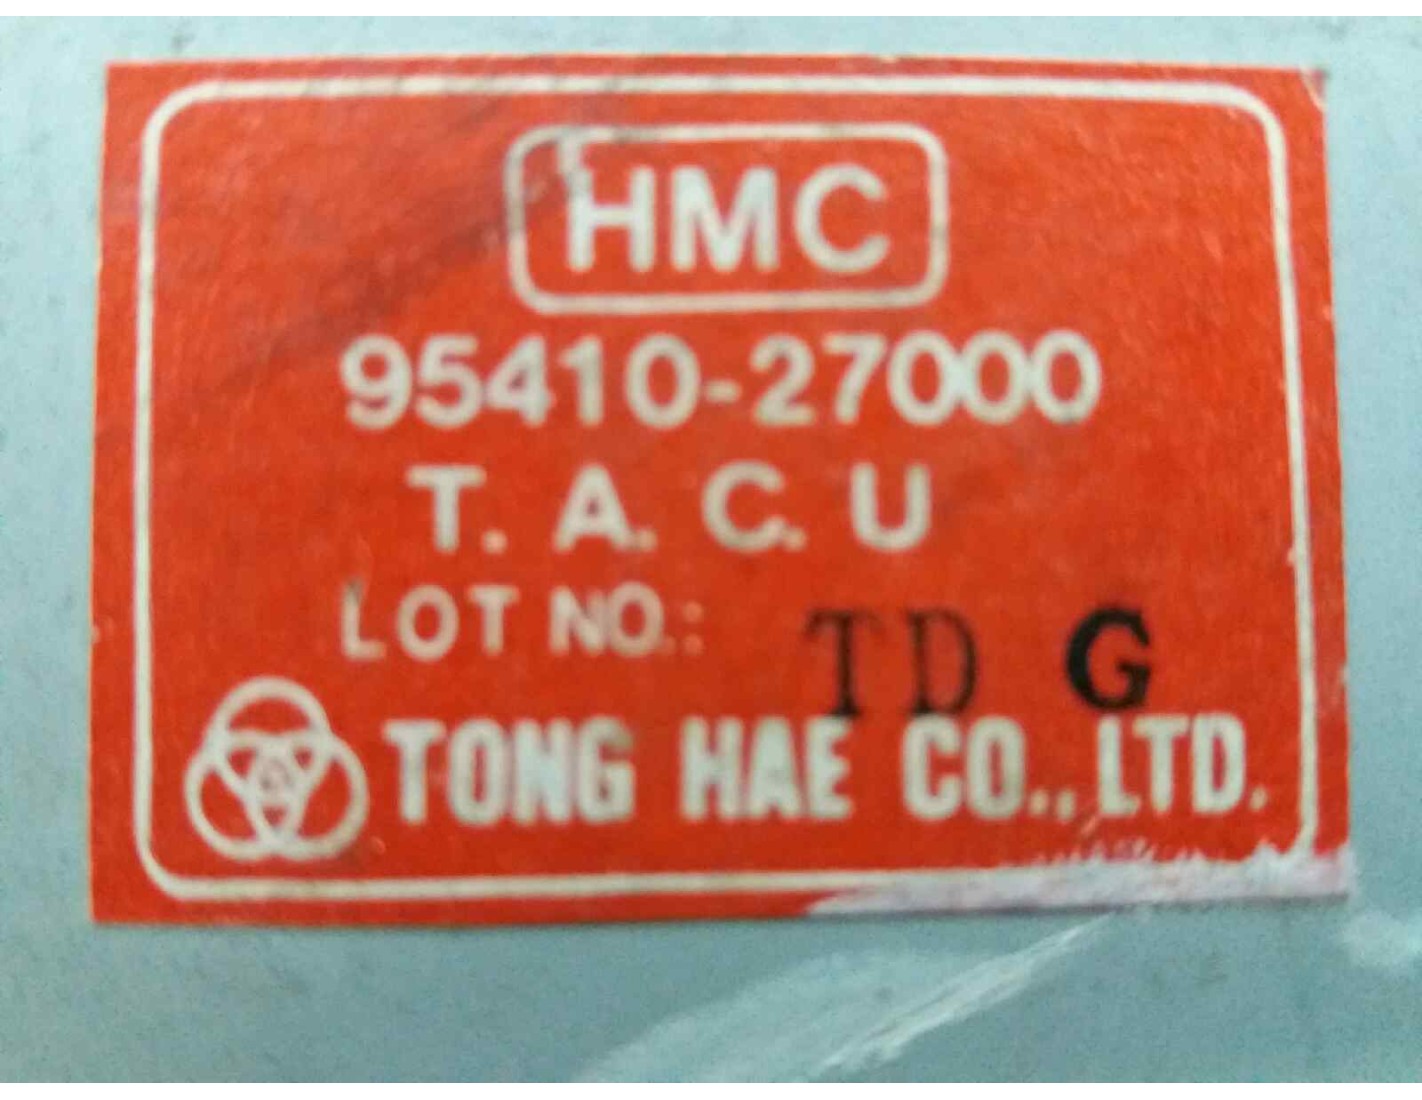 HMC
95410-27000
T. A. C. U
LOT NO.: TD G
TONG HAE CO., LTD.